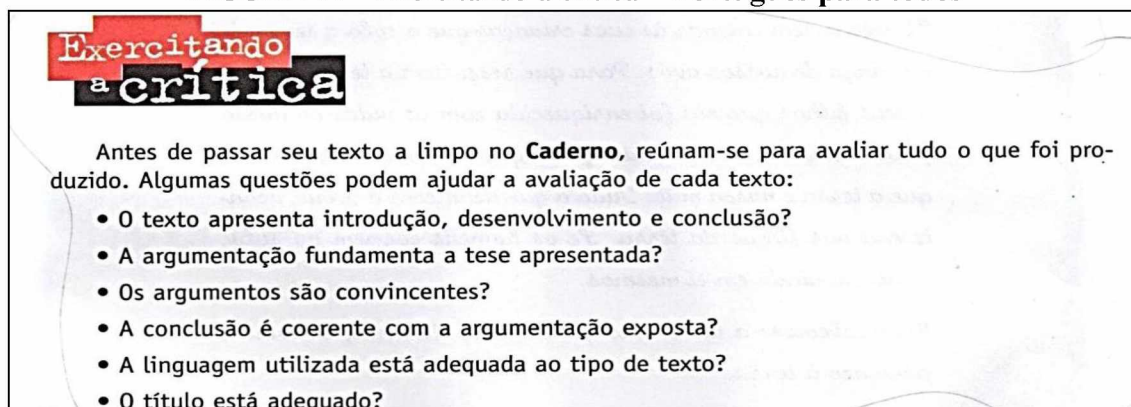 Exercitando
a crítica
Antes de passar seu texto a limpo no Caderno, reúnam-se para avaliar tudo o que foi pro-
duzido. Algumas questões podem ajudar a avaliação de cada texto:
• O texto apresenta introdução, desenvolvimento e conclusão?
• A argumentação fundamenta a tese apresentada?
• Os argumentos são convincentes?
• A conclusão é coerente com a argumentação exposta?
• A linguagem utilizada está adequada ao tipo de texto?
• O título está adequado?